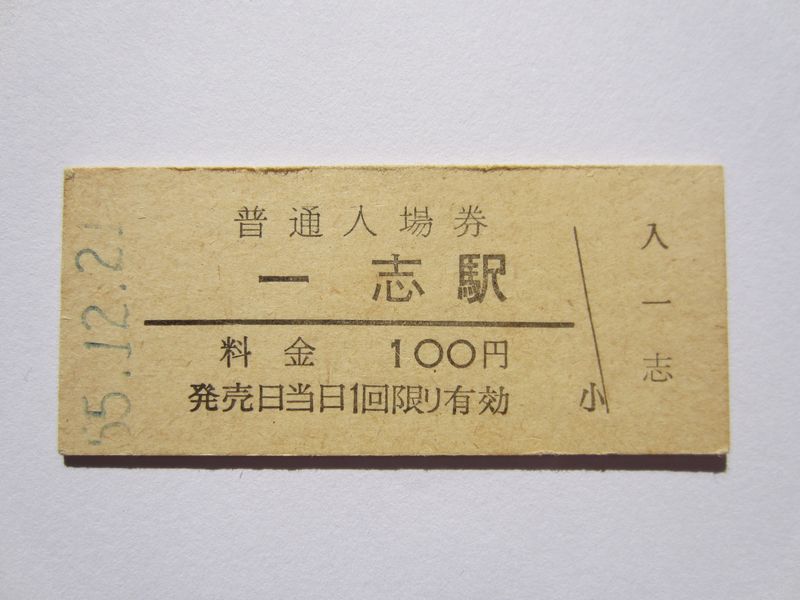 普通入場券
一志駅
料金 100円
発売日当日1回限り有効
小
入一志
55.12.21